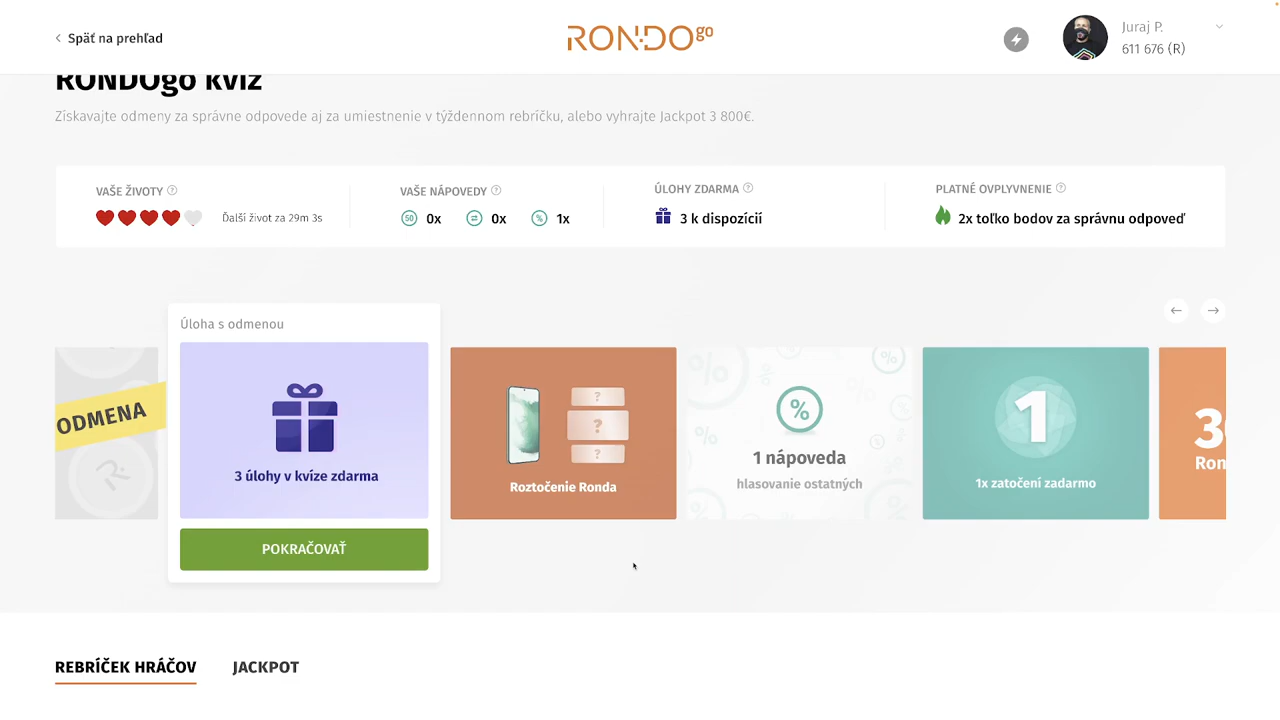 Späť na prehľad
RONDOgo
Juraj P.
611 676 (R)
RONDOgo kvíz
Získavajte odmeny za správne odpovede aj za umiestnenie v týždennom rebríčku, alebo vyhrajte Jackpot 3 800€.
VAŠE ŽIVOTY
Ďalší život za 29m 3s
VAŠE NÁPOVEDY
50 0x 0x % 1x
ÚLOHY ZDARMA
3 k dispozícií
PLATNÉ OVPLYVNENIE
2x toľko bodov za správnu odpoveď
ODMENA
Úloha s odmenou
3 úlohy v kvíze zdarma
POKRAČOVAŤ
? ? ?
Roztočenie Ronda
%
1 nápoveda
hlasovanie ostatných
1
1x zatočení zadarmo
REBRÍČEK HRÁČOV
JACKPOT